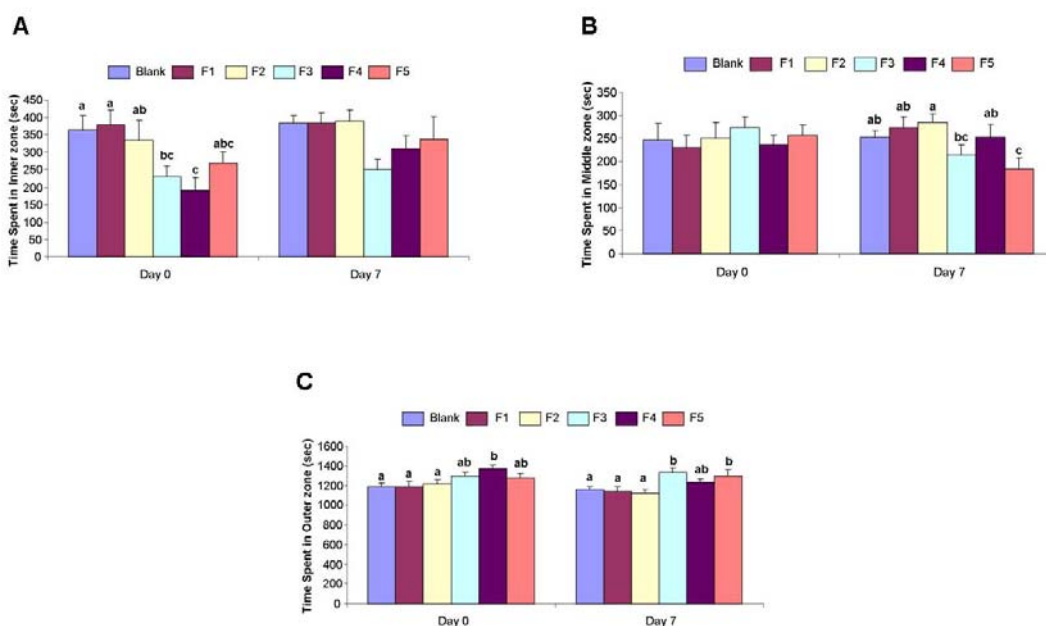 A
Blank F1 F2 F3 F4 F5
Time Spent in Inner zone (sec)
450
400
350
300
250
200
150
100
50
0
a a ab bc c abc
Day 0 Day 7
B
Blank F1 F2 F3 F4 F5
Time Spent in Middle zone (sec)
350
300
250
200
150
100
50
0
ab ab a bc ab c
Day 0 Day 7
C
Blank F1 F2 F3 F4 F5
Time Spent in Outer zone (sec)
1600
1400
1200
1000
800
600
400
200
0
a a a ab b ab a a a b ab b
Day 0 Day 7